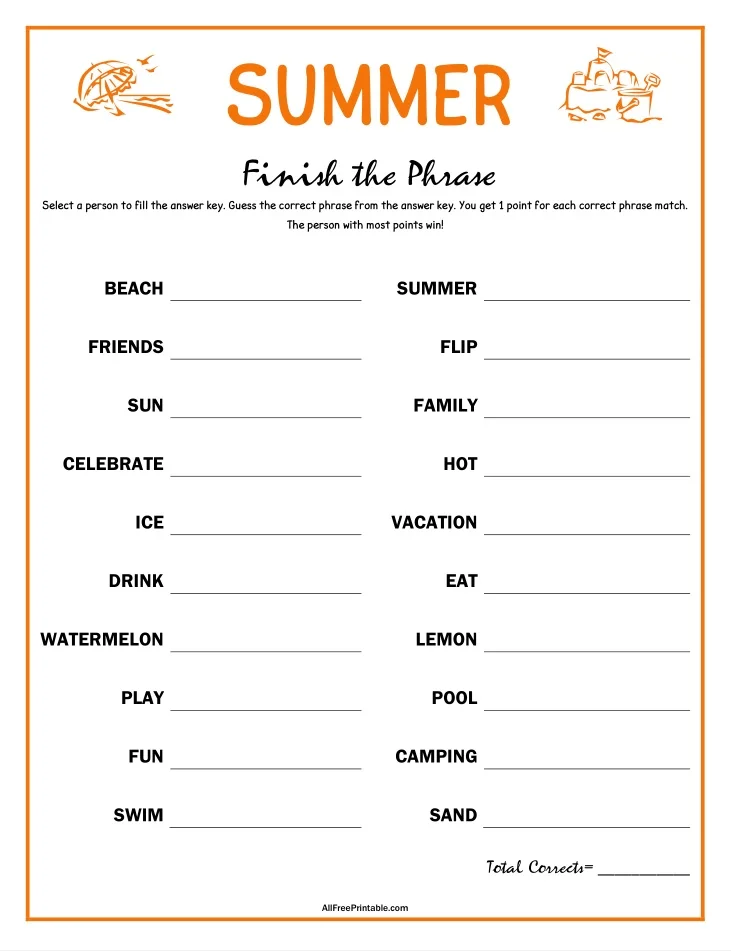 SUMMER
Finish the Phrase
Select a person to fill the answer key. Guess the correct phrase from the answer key. You get 1 point for each correct phrase match.
The person with most points win!
BEACH ____________________ SUMMER ____________________
FRIENDS ____________________ FLIP ____________________
SUN ____________________ FAMILY ____________________
CELEBRATE ____________________ HOT ____________________
ICE ____________________ VACATION ____________________
DRINK ____________________ EAT ____________________
WATERMELON ____________________ LEMON ____________________
PLAY ____________________ POOL ____________________
FUN ____________________ CAMPING ____________________
SWIM ____________________ SAND ____________________
Total Corrects= __________
AllFreePrintable.com